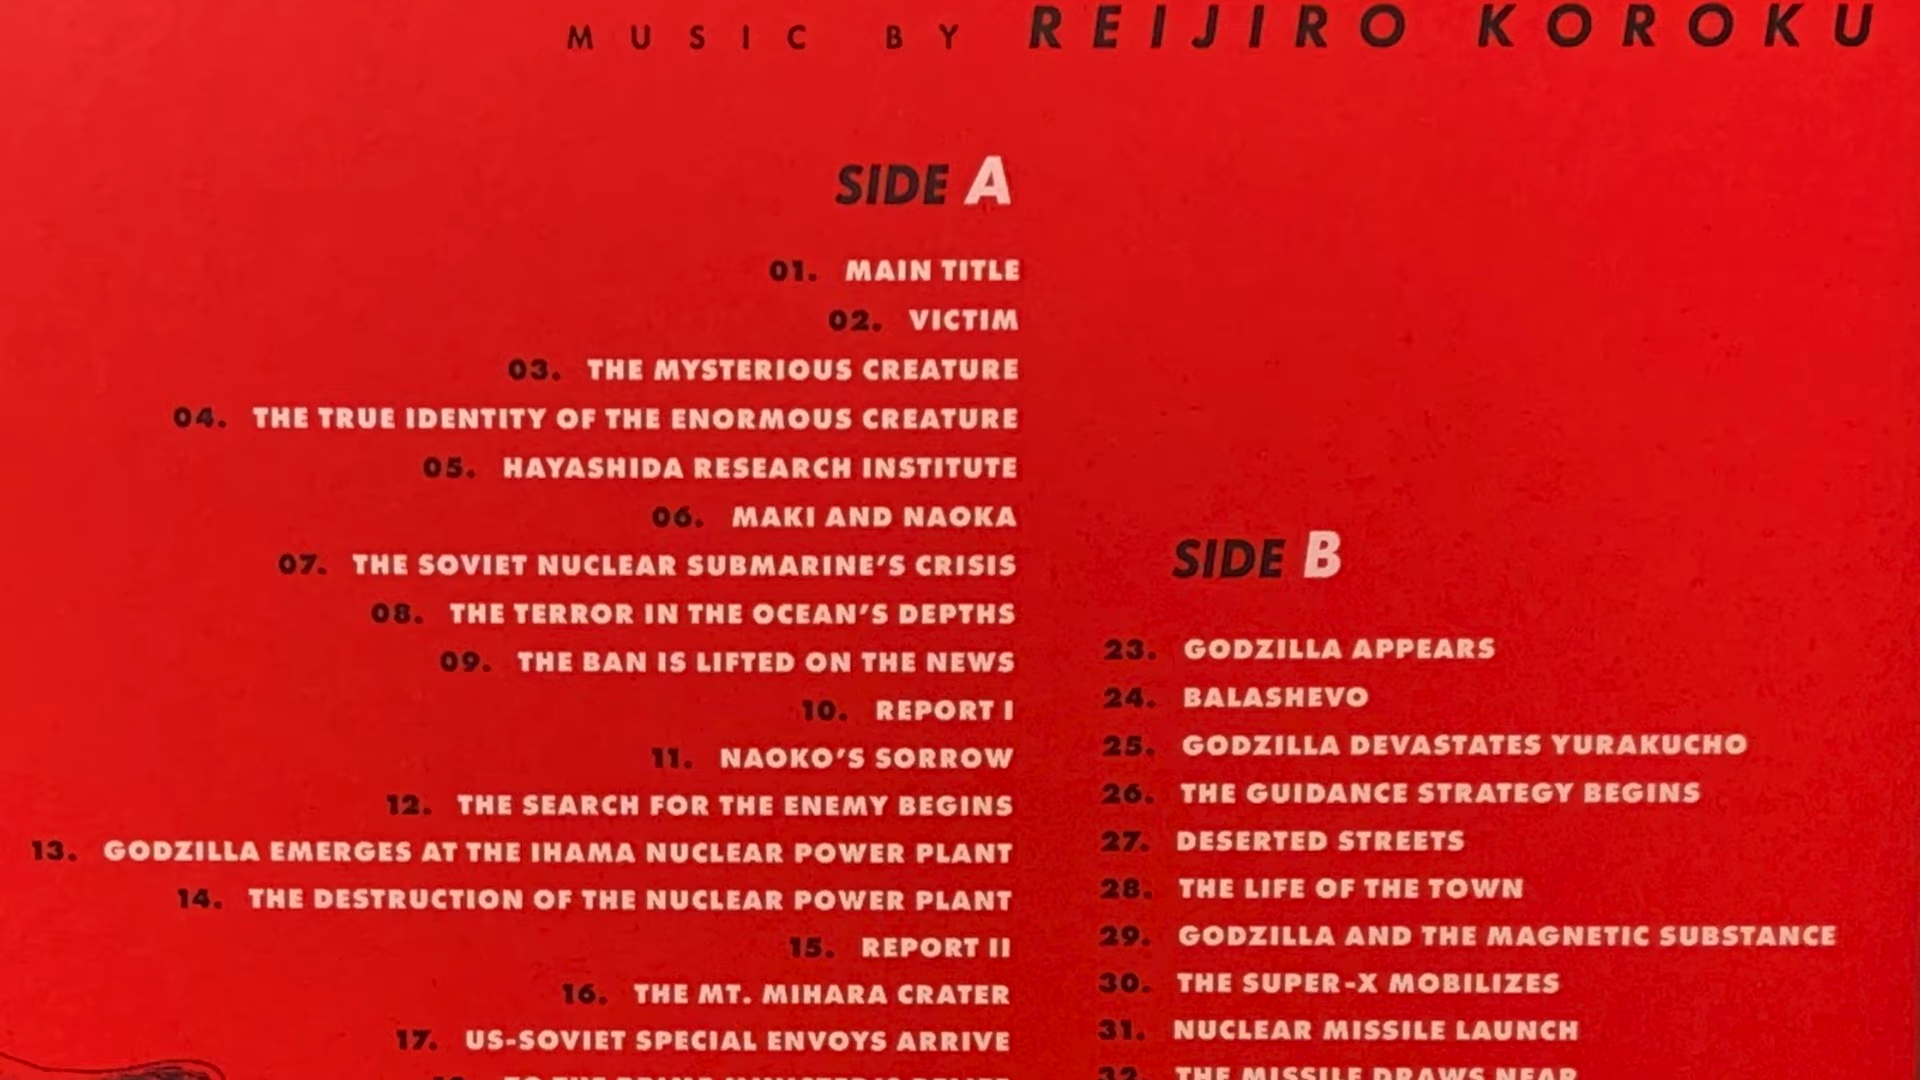 MUSIC BY REIJIRO KOROKU
SIDE A
01. MAIN TITLE
02. VICTIM
03. THE MYSTERIOUS CREATURE
04. THE TRUE IDENTITY OF THE ENORMOUS CREATURE
05. HAYASHIDA RESEARCH INSTITUTE
06. MAKI AND NAOKA
07. THE SOVIET NUCLEAR SUBMARINE'S CRISIS
08. THE TERROR IN THE OCEAN'S DEPTHS
09. THE BAN IS LIFTED ON THE NEWS
10. REPORT I
11. NAOKO'S SORROW
12. THE SEARCH FOR THE ENEMY BEGINS
13. GODZILLA EMERGES AT THE IHAMA NUCLEAR POWER PLANT
14. THE DESTRUCTION OF THE NUCLEAR POWER PLANT
15. REPORT II
16. THE MT. MIHARA CRATER
17. US-SOVIET SPECIAL ENVOYS ARRIVE
SIDE B
23. GODZILLA APPEARS
24. BALASHEVO
25. GODZILLA DEVASTATES YURAKUCHO
26. THE GUIDANCE STRATEGY BEGINS
27. DESERTED STREETS
28. THE LIFE OF THE TOWN
29. GODZILLA AND THE MAGNETIC SUBSTANCE
30. THE SUPER-X MOBILIZES
31. NUCLEAR MISSILE LAUNCH
32. THE MISSILE DRAWS NEAR